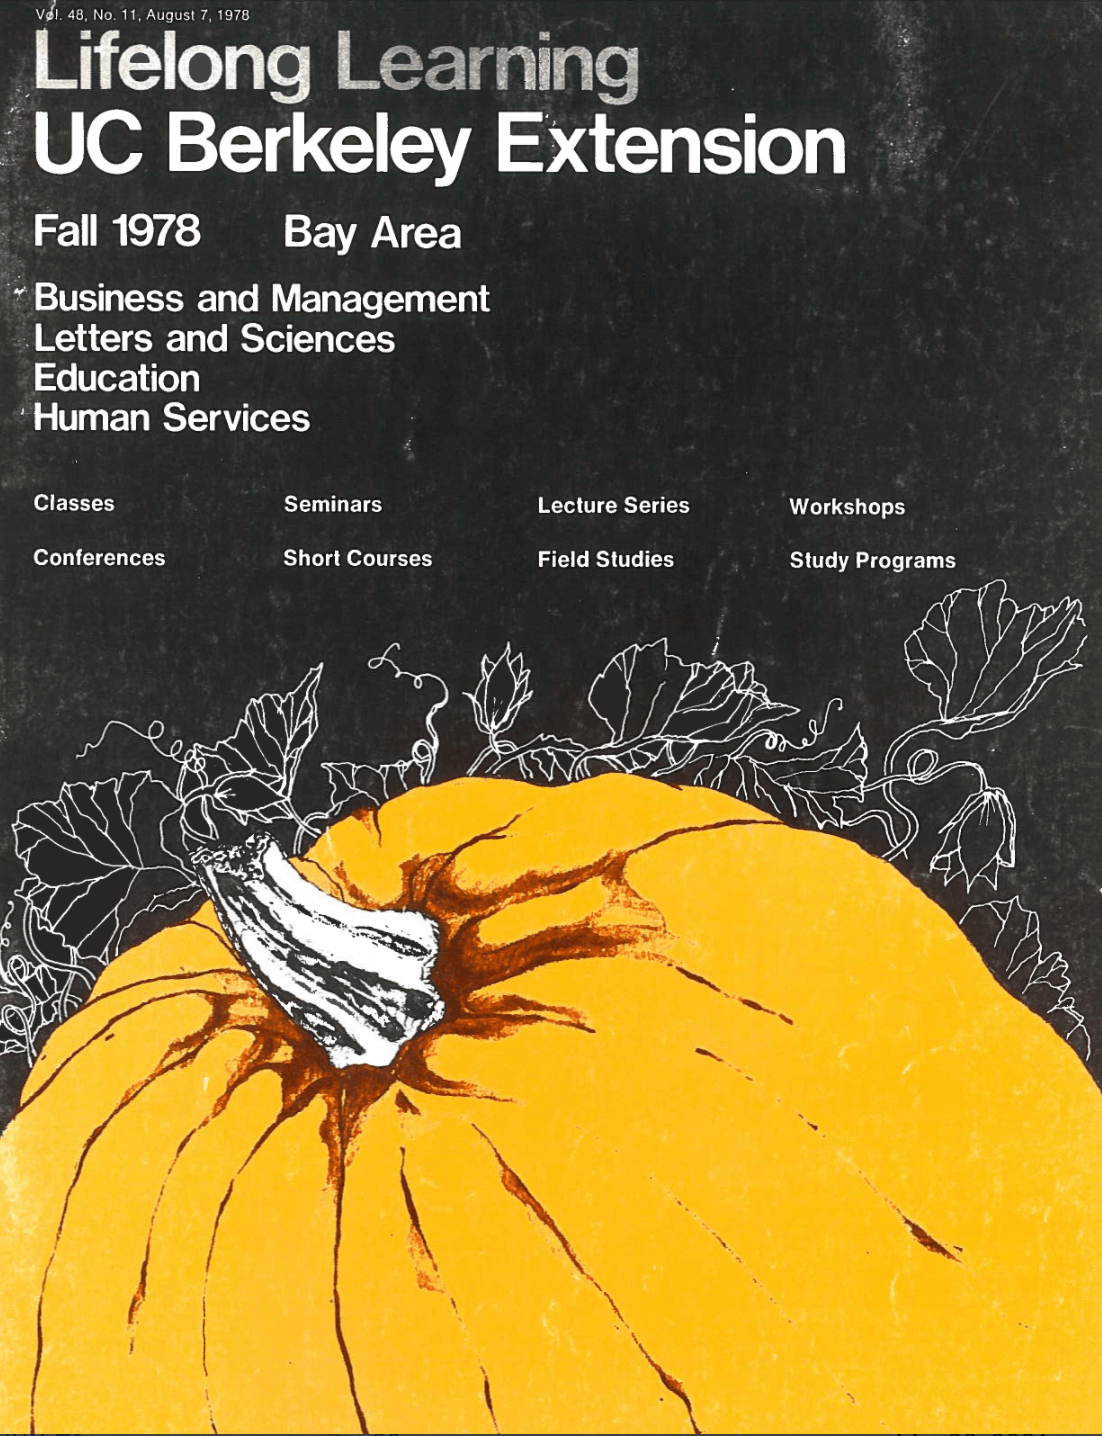 Vol. 48, No. 11, August 7, 1978
Lifelong Learning
UC Berkeley Extension
Fall 1978 Bay Area
Business and Management
Letters and Sciences
Education
Human Services
Classes Seminars Lecture Series Workshops
Conferences Short Courses Field Studies Study Programs